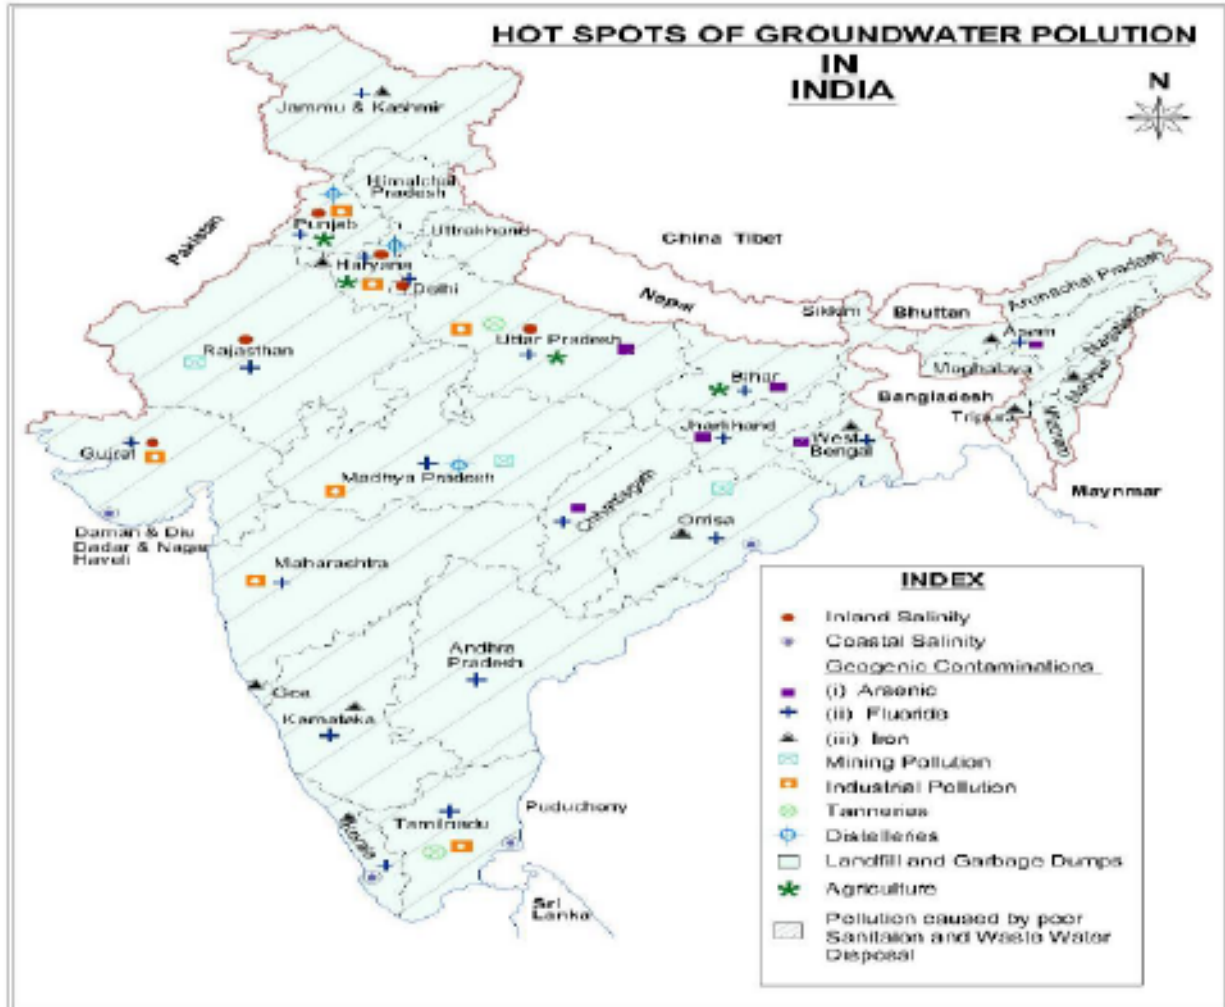 HOT SPOTS OF GROUNDWATER POLUTION
IN
INDIA
N
Jammu & Kashmir
Himalchal
Pradesh
Punjab
Uttrakhand
Pakistan
China Tibet
Haryana
Delhi
Nepal
Sikkim
Bhuttan
Arunachal Pradesh
Asam
Nagaland
Rajasthan
Uttar Pradesh
Bihar
Moghalaya
Manipur
Bangladesh
Tripura
Mizoram
Jharkhand
West
Bengal
Gujrat
Madhya Pradesh
Chhattisgarh
Maynmar
Orrisa
Daman & Diu
Dadar & Nagar
Haveli
Maharashtra
Andhra
Pradesh
Goa
Karnataka
Puducherry
Tamilnadu
Kerala
Sri
Lanka
INDEX
Inland Salinity
Coastal Salinity
Geogenic Contaminations
(i) Arsenic
(ii) Fluoride
(iii) Iron
Mining Pollution
Industrial Pollution
Tanneries
Distelleries
Landfill and Garbage Dumps
Agriculture
Pollution caused by poor
Sanitaion and Waste Water
Disposal